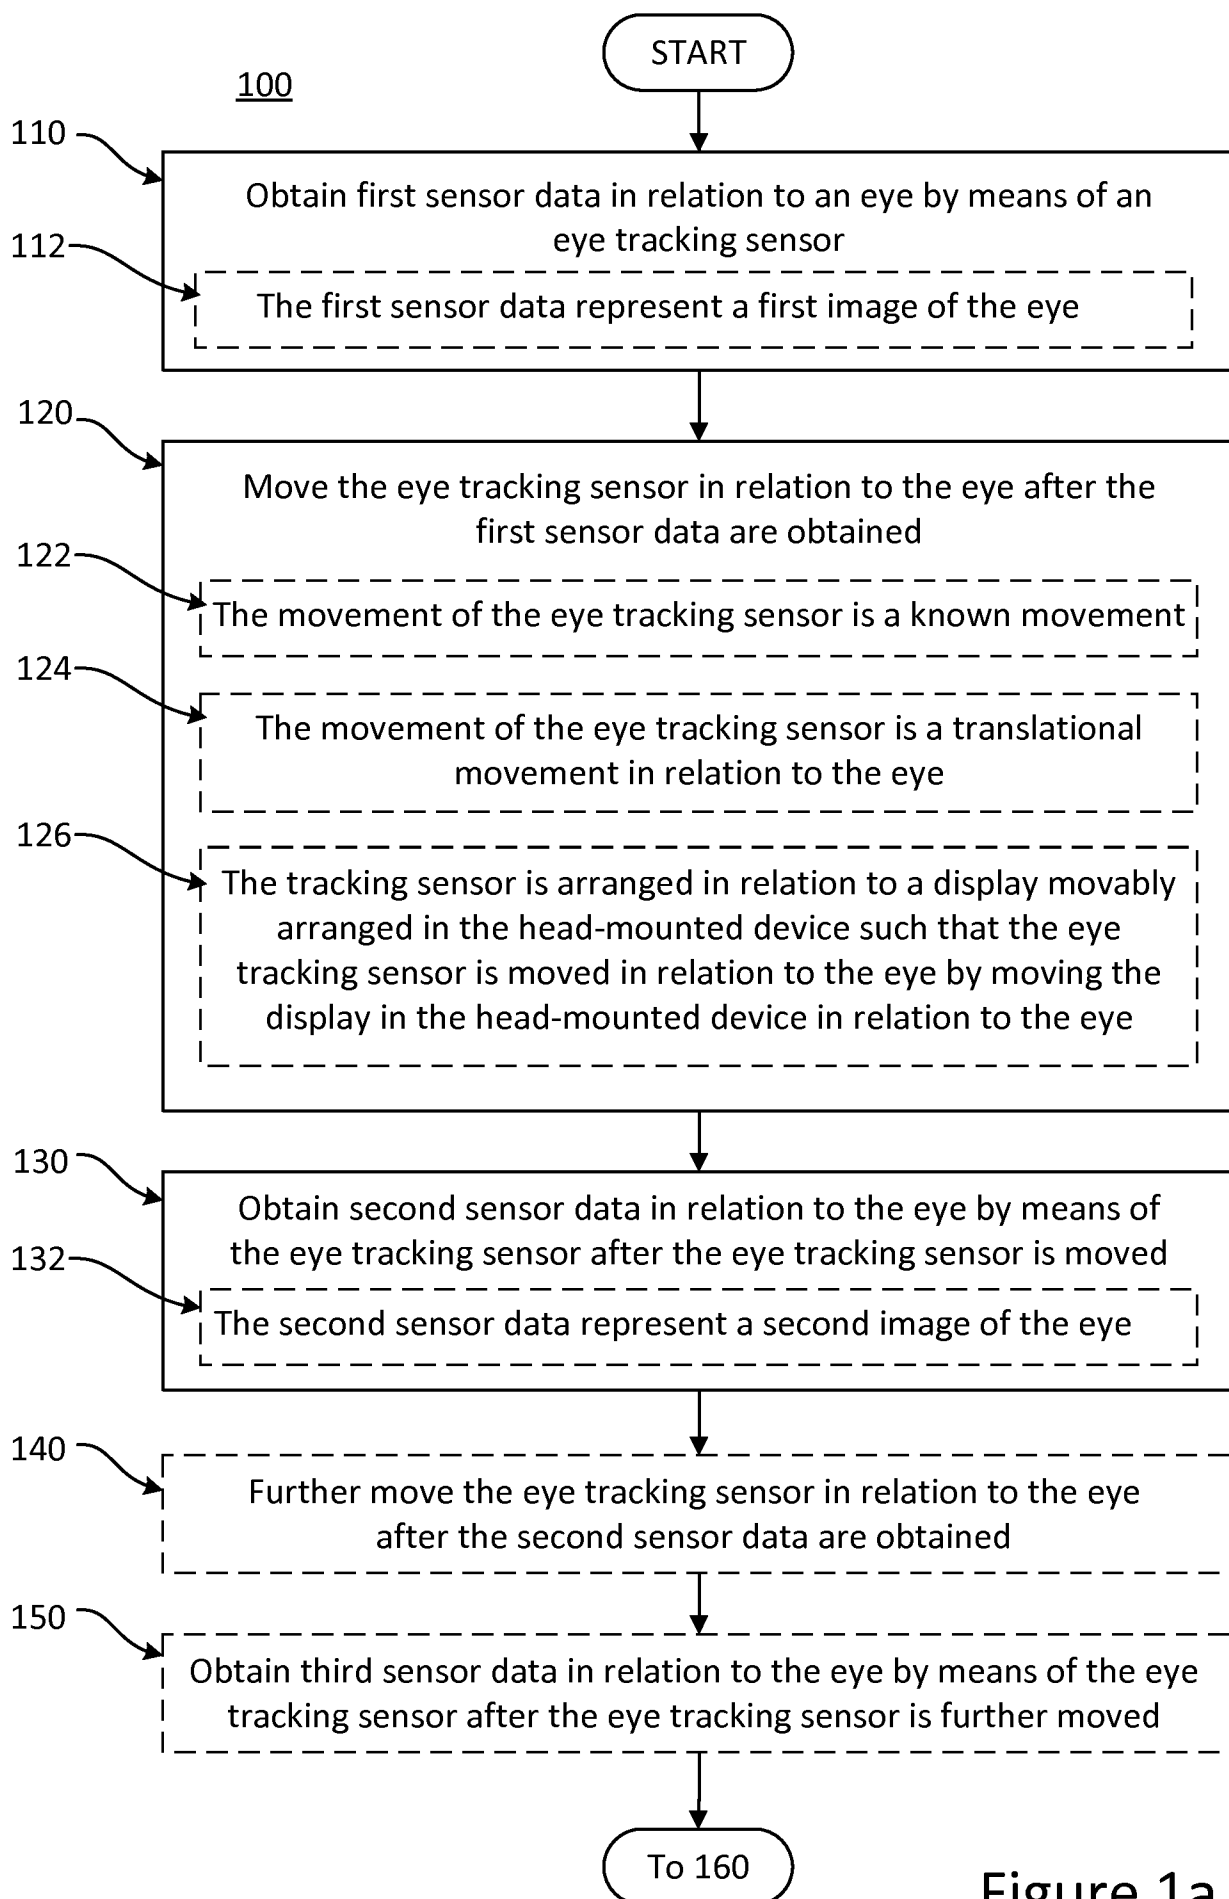 START
100
110
Obtain first sensor data in relation to an eye by means of an
eye tracking sensor
112
The first sensor data represent a first image of the eye
120
Move the eye tracking sensor in relation to the eye after the
first sensor data are obtained
122
The movement of the eye tracking sensor is a known movement
124
The movement of the eye tracking sensor is a translational
movement in relation to the eye
126
The tracking sensor is arranged in relation to a display movably
arranged in the head-mounted device such that the eye
tracking sensor is moved in relation to the eye by moving the
display in the head-mounted device in relation to the eye
130
Obtain second sensor data in relation to the eye by means of
the eye tracking sensor after the eye tracking sensor is moved
132
The second sensor data represent a second image of the eye
140
Further move the eye tracking sensor in relation to the eye
after the second sensor data are obtained
150
Obtain third sensor data in relation to the eye by means of the eye
tracking sensor after the eye tracking sensor is further moved
To 160
Figure 1a